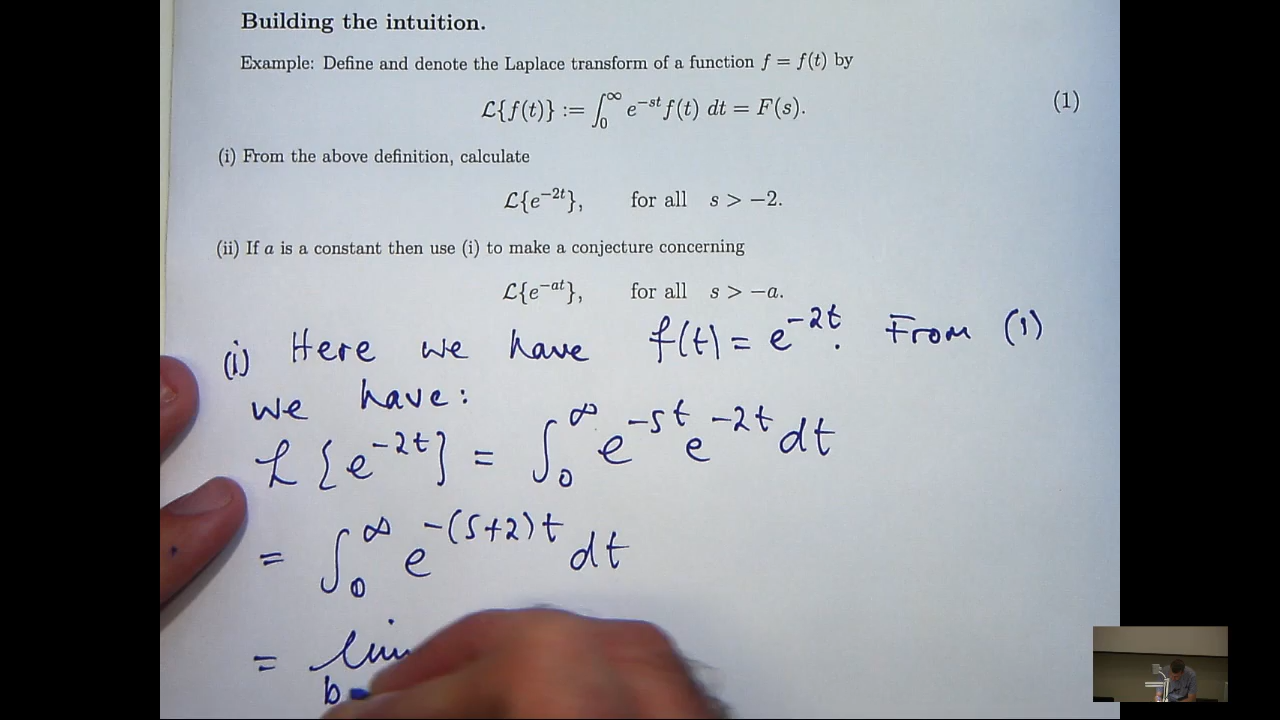 Building the intuition.
Example: Define and denote the Laplace transform of a function f = f(t) by
ℒ{f(t)} := ∫₀^∞ e^{−st} f(t) dt = F(s). (1)
(i) From the above definition, calculate
ℒ{e^{−2t}}, for all s > −2.
(ii) If a is a constant then use (i) to make a conjecture concerning
ℒ{e^{−at}}, for all s > −a.
(i) Here we have f(t) = e^{−2t}. From (1)
we have:
ℒ{e^{−2t}} = ∫₀^∞ e^{−st} e^{−2t} dt
= ∫₀^∞ e^{−(s+2)t} dt
= lim
b